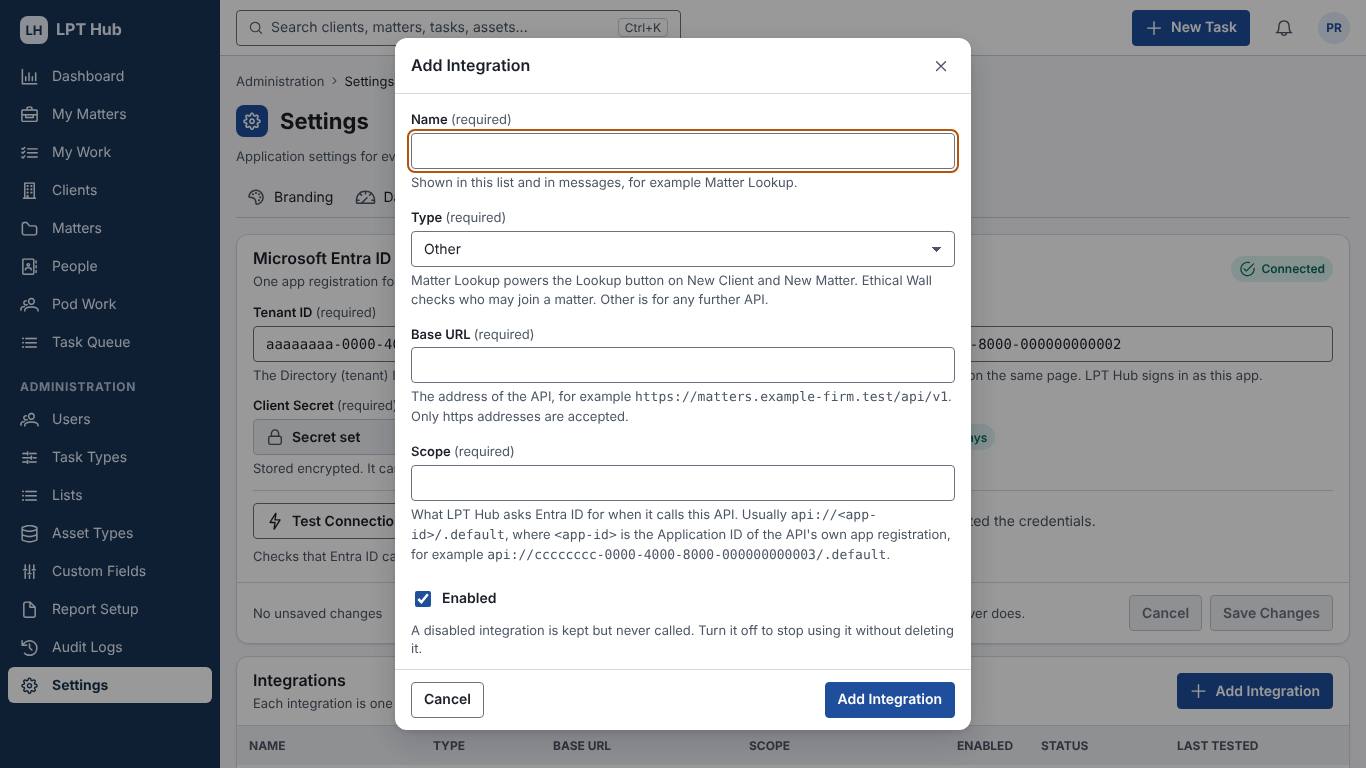 LH LPT Hub
Search clients, matters, tasks, assets... Ctrl+K
New Task
PR
Dashboard
My Matters
My Work
Clients
Matters
People
Pod Work
Task Queue
ADMINISTRATION
Users
Task Types
Lists
Asset Types
Custom Fields
Report Setup
Audit Logs
Settings
Administration > Settings
Settings
Application settings for ev
Branding
Da
Microsoft Entra ID
One app registration fo
Connected
Tenant ID (required)
aaaaaaaa-0000-40
-8000-000000000002
The Directory (tenant) I
on the same page. LPT Hub signs in as this app.
Client Secret (required)
Secret set
ays
Stored encrypted. It ca
Test Connectio
ted the credentials.
Checks that Entra ID ca
No unsaved changes
ver does.
Cancel
Save Changes
Integrations
Each integration is one
Add Integration
NAME TYPE BASE URL SCOPE ENABLED STATUS LAST TESTED
Add Integration
Name (required)
Shown in this list and in messages, for example Matter Lookup.
Type (required)
Other
Matter Lookup powers the Lookup button on New Client and New Matter. Ethical Wall
checks who may join a matter. Other is for any further API.
Base URL (required)
The address of the API, for example https://matters.example-firm.test/api/v1.
Only https addresses are accepted.
Scope (required)
What LPT Hub asks Entra ID for when it calls this API. Usually api://<app-
id>/.default, where <app-id> is the Application ID of the API's own app registration,
for example api://cccccccc-0000-4000-8000-000000000003/.default.
Enabled
A disabled integration is kept but never called. Turn it off to stop using it without deleting
it.
Cancel
Add Integration